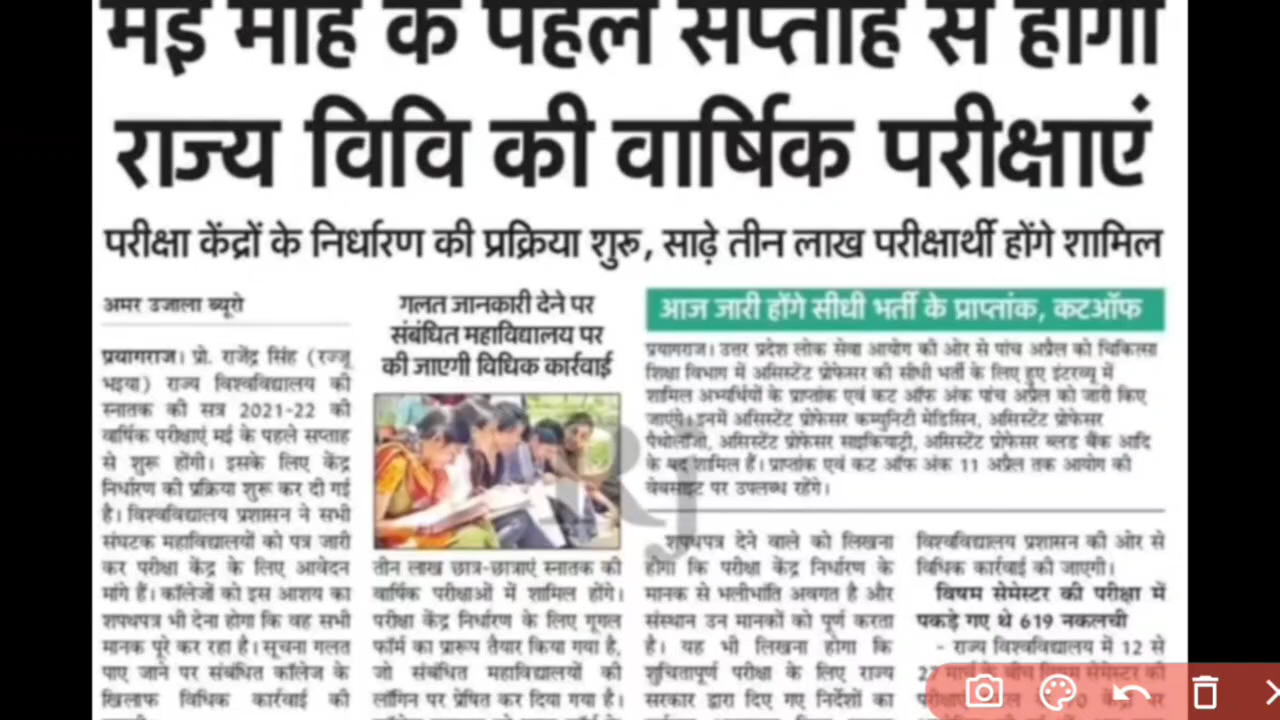 मई माह के पहले सप्ताह से होंगी
राज्य विवि की वार्षिक परीक्षाएं
परीक्षा केंद्रों के निर्धारण की प्रक्रिया शुरू, साढ़े तीन लाख परीक्षार्थी होंगे शामिल
अमर उजाला ब्यूरो
प्रयागराज। प्रो. राजेंद्र सिंह (रज्जू
भइया) राज्य विश्वविद्यालय की
स्नातक की सत्र 2021-22 की
वार्षिक परीक्षाएं मई के पहले सप्ताह
से शुरू होंगी। इसके लिए केंद्र
निर्धारण की प्रक्रिया शुरू कर दी गई
है। विश्वविद्यालय प्रशासन ने सभी
संघटक महाविद्यालयों को पत्र जारी
कर परीक्षा केंद्र के लिए आवेदन
मांगे हैं। कॉलेजों को इस आशय का
शपथपत्र भी देना होगा कि वह सभी
मानक पूरे कर रहा है। सूचना गलत
पाए जाने पर संबंधित कॉलेज के
खिलाफ विधिक कार्रवाई की
गलत जानकारी देने पर
संबंधित महाविद्यालय पर
की जाएगी विधिक कार्रवाई
तीन लाख छात्र-छात्राएं स्नातक की
वार्षिक परीक्षाओं में शामिल होंगे।
परीक्षा केंद्र निर्धारण के लिए गूगल
फॉर्म का प्रारूप तैयार किया गया है,
जो संबंधित महाविद्यालयों की
लॉगिन पर प्रेषित कर दिया गया है।
आज जारी होंगे सीधी भर्ती के प्राप्तांक, कटऑफ
प्रयागराज। उत्तर प्रदेश लोक सेवा आयोग की ओर से पांच अप्रैल को चिकित्सा
शिक्षा विभाग में असिस्टेंट प्रोफेसर की सीधी भर्ती के लिए हुए इंटरव्यू में
शामिल अभ्यर्थियों के प्राप्तांक एवं कट ऑफ अंक पांच अप्रैल को जारी किए
जाएंगे। इनमें असिस्टेंट प्रोफेसर कम्युनिटी मेडिसिन, असिस्टेंट प्रोफेसर
पैथोलॉजी, असिस्टेंट प्रोफेसर साइकियाट्री, असिस्टेंट प्रोफेसर ब्लड बैंक आदि
के पद शामिल हैं। प्राप्तांक एवं कट ऑफ अंक 11 अप्रैल तक आयोग की
वेबसाइट पर उपलब्ध रहेंगे।
शपथपत्र देने वाले को लिखना
होगा कि परीक्षा केंद्र निर्धारण के
मानक से भलीभांति अवगत है और
संस्थान उन मानकों को पूर्ण करता
है। यह भी लिखना होगा कि
शुचितापूर्ण परीक्षा के लिए राज्य
सरकार द्वारा दिए गए निर्देशों का
विश्वविद्यालय प्रशासन की ओर से
विधिक कार्रवाई की जाएगी।
विषम सेमेस्टर की परीक्षा में
पकड़े गए थे 619 नकलची
- राज्य विश्वविद्यालय में 12 से
मार्च के बीच विषम सेमेस्टर की
RJ